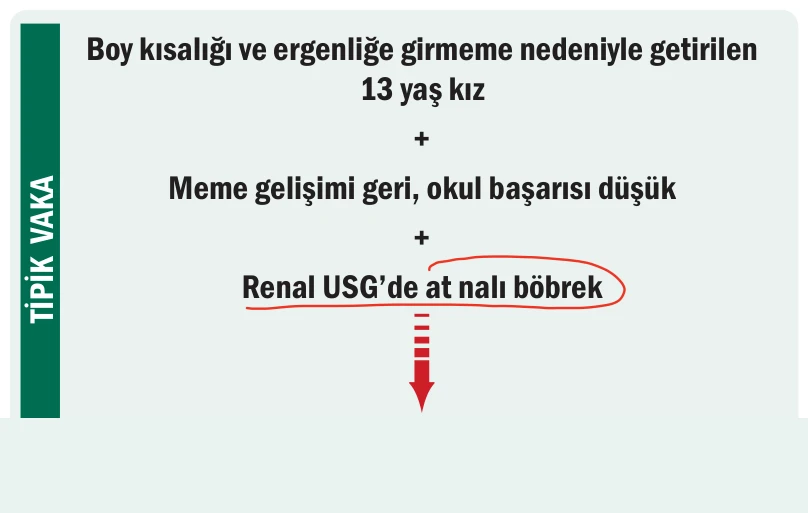 TİPİK VAKA
Boy kısalığı ve ergenliğe girmeme nedeniyle getirilen
13 yaş kız
+
Meme gelişimi geri, okul başarısı düşük
+
Renal USG’de at nalı böbrek